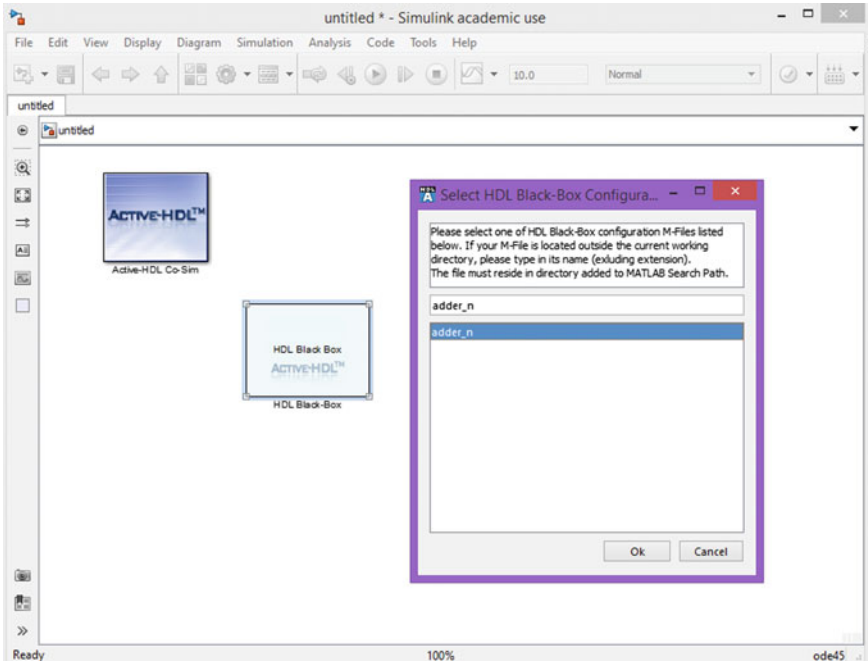 untitled * - Simulink academic use
File Edit View Display Diagram Simulation Analysis Code Tools Help
10.0 Normal
untitled
untitled
ACTIVE-HDL™
Active-HDL Co-Sim
HDL Black Box
ACTIVE-HDL™
HDL Black-Box
Select HDL Black-Box Configura...
Please select one of HDL Black-Box configuration M-Files listed
below. If your M-File is located outside the current working
directory, please type in its name (exluding extension).
The file must reside in directory added to MATLAB Search Path.
adder_n
adder_n
Ok Cancel
Ready 100% ode45